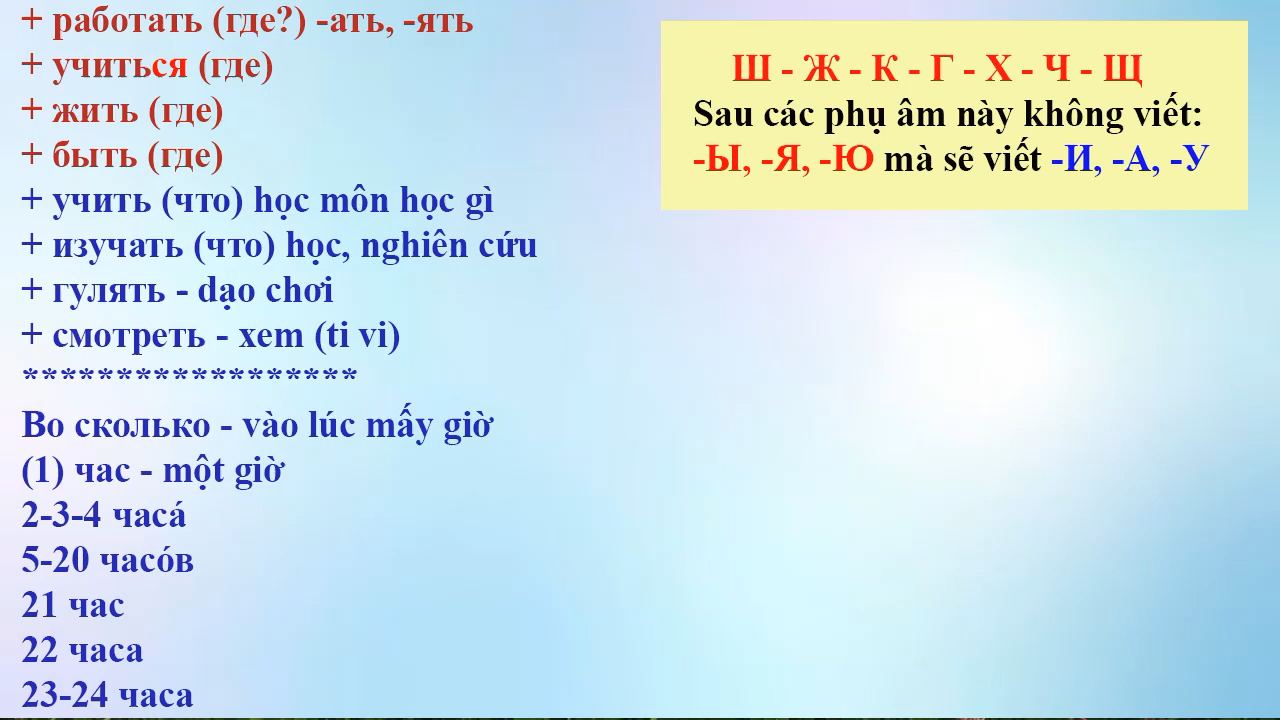 + работать (где?) -ать, -ять
+ учиться (где)
+ жить (где)
+ быть (где)
+ учить (что) học môn học gì
+ изучать (что) học, nghiên cứu
+ гулять - dạo chơi
+ смотреть - xem (ti vi)
******************
Во сколько - vào lúc mấy giờ
(1) час - một giờ
2-3-4 часá
5-20 часóв
21 час
22 часа
23-24 часа
Ш - Ж - К - Г - Х - Ч - Щ
Sau các phụ âm này không viết:
-Ы, -Я, -Ю mà sẽ viết -И, -А, -У